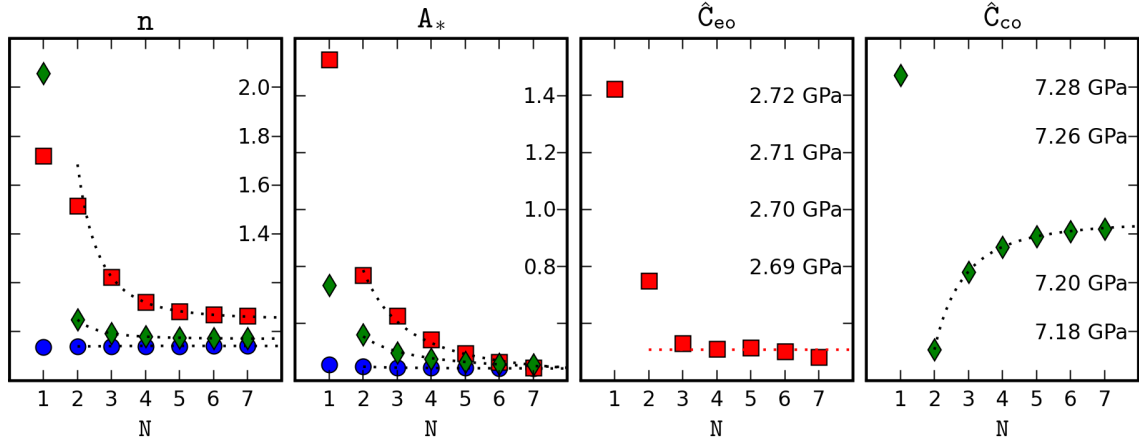 n
A*
Ĉeo
Ĉco
2.0
1.8
1.6
1.4
1.4
1.2
1.0
0.8
2.72 GPa
2.71 GPa
2.70 GPa
2.69 GPa
7.28 GPa
7.26 GPa
7.20 GPa
7.18 GPa
1 2 3 4 5 6 7
1 2 3 4 5 6 7
1 2 3 4 5 6 7
1 2 3 4 5 6 7
N
N
N
N